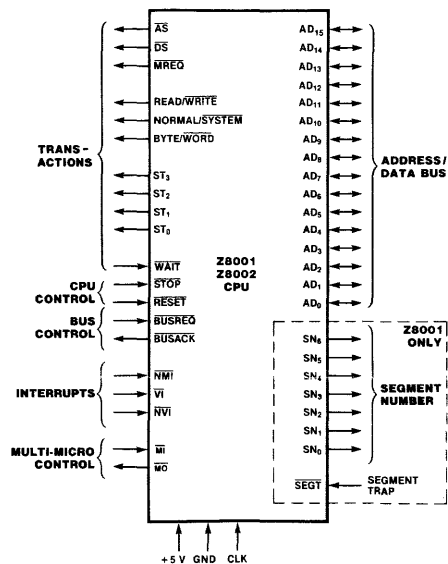 AS
DS
MREQ
READ/WRITE
NORMAL/SYSTEM
BYTE/WORD
ST3
ST2
ST1
ST0
WAIT
STOP
RESET
BUSREQ
BUSACK
NMI
VI
NVI
MI
MO
TRANS-
ACTIONS
CPU
CONTROL
BUS
CONTROL
INTERRUPTS
MULTI-MICRO
CONTROL
Z8001
Z8002
CPU
AD15
AD14
AD13
AD12
AD11
AD10
AD9
AD8
AD7
AD6
AD5
AD4
AD3
AD2
AD1
AD0
ADDRESS/
DATA BUS
Z8001
ONLY
SN6
SN5
SN4
SN3
SN2
SN1
SN0
SEGMENT
NUMBER
SEGT
SEGMENT
TRAP
+5 V GND CLK